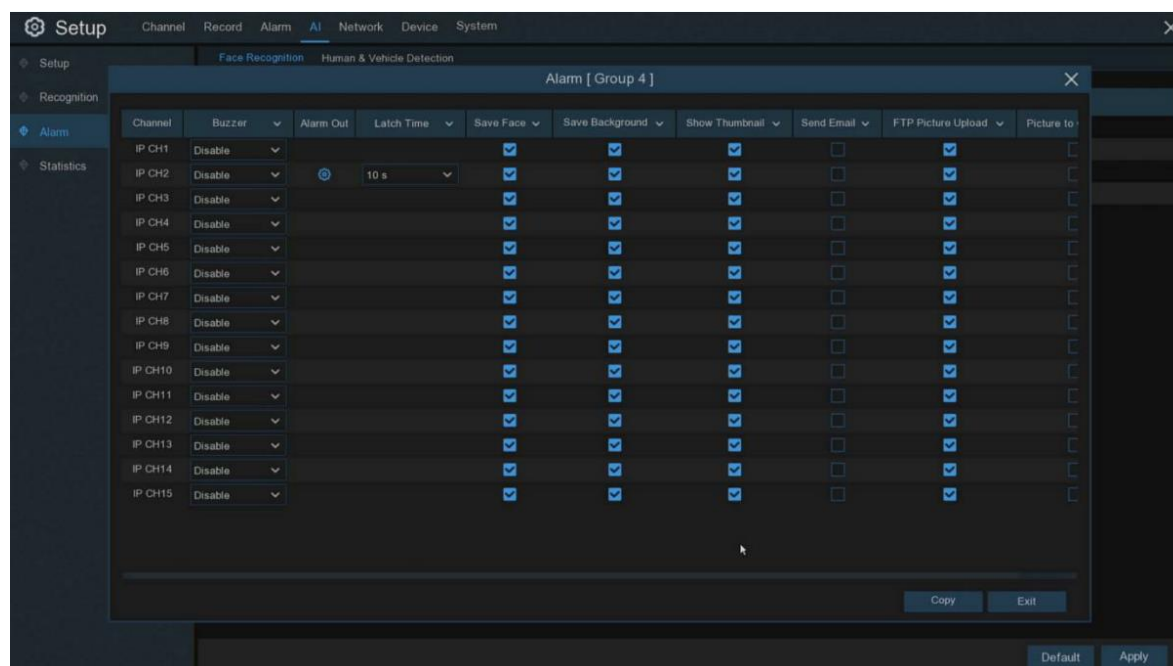 Setup Channel Record Alarm AI Network Device System
Setup Face Recognition Human & Vehicle Detection
Alarm [ Group 4 ]
Recognition
Channel Buzzer Alarm Out Latch Time Save Face Save Background Show Thumbnail Send Email FTP Picture Upload Picture to
Alarm
IP CH1 Disable
Statistics
IP CH2 Disable 10 s
IP CH3 Disable
IP CH4 Disable
IP CH5 Disable
IP CH6 Disable
IP CH7 Disable
IP CH8 Disable
IP CH9 Disable
IP CH10 Disable
IP CH11 Disable
IP CH12 Disable
IP CH13 Disable
IP CH14 Disable
IP CH15 Disable
Copy Exit
Default Apply